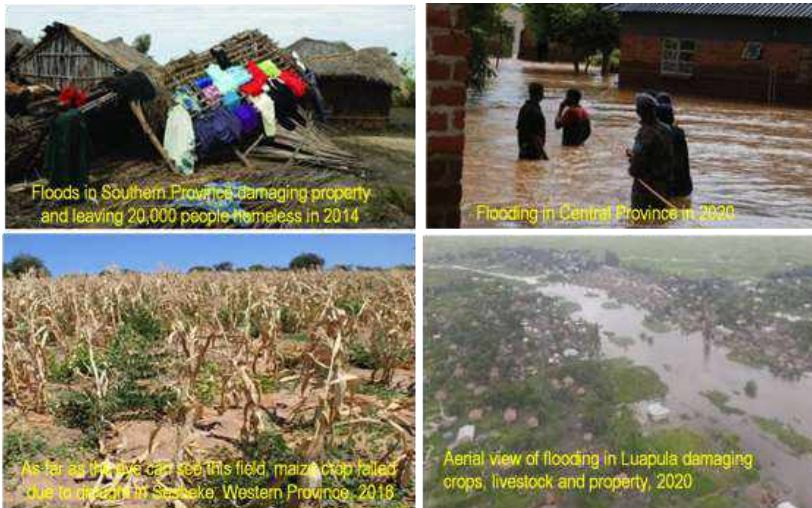 Floods in Southern Province damaging property
and leaving 20,000 people homeless in 2014
Flooding in Central Province in 2020
As far as the eye can see this field, maize crop failed
due to drought in Sesheke, Western Province, 2018
Aerial view of flooding in Luapula damaging
crops, livestock and property, 2020